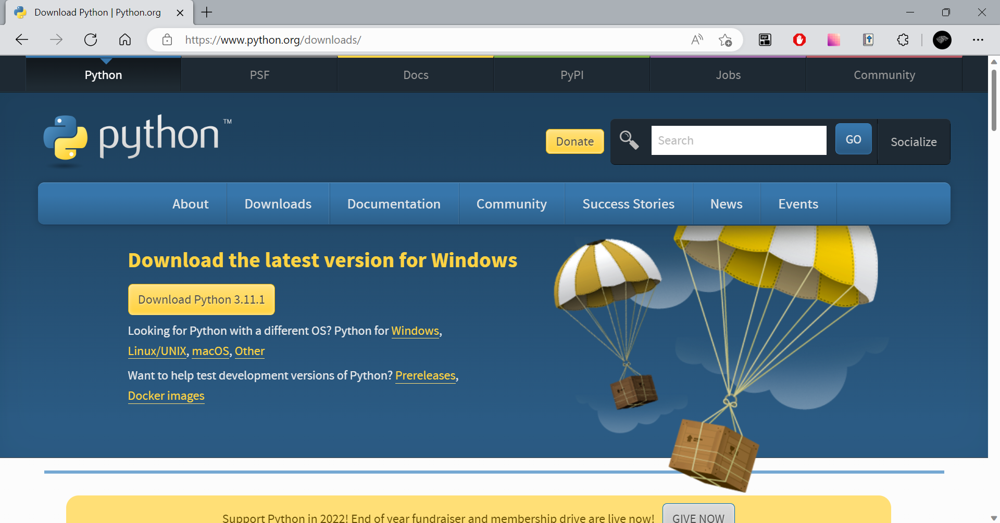 Download Python | Python.org
https://www.python.org/downloads/
Python
PSF
Docs
PyPI
Jobs
Community
python™
Donate
Search
GO
Socialize
About
Downloads
Documentation
Community
Success Stories
News
Events
Download the latest version for Windows
Download Python 3.11.1
Looking for Python with a different OS? Python for Windows,
Linux/UNIX, macOS, Other
Want to help test development versions of Python? Prereleases,
Docker images
Support Python in 2022! End of year fundraiser and membership drive are live now!
GIVE NOW